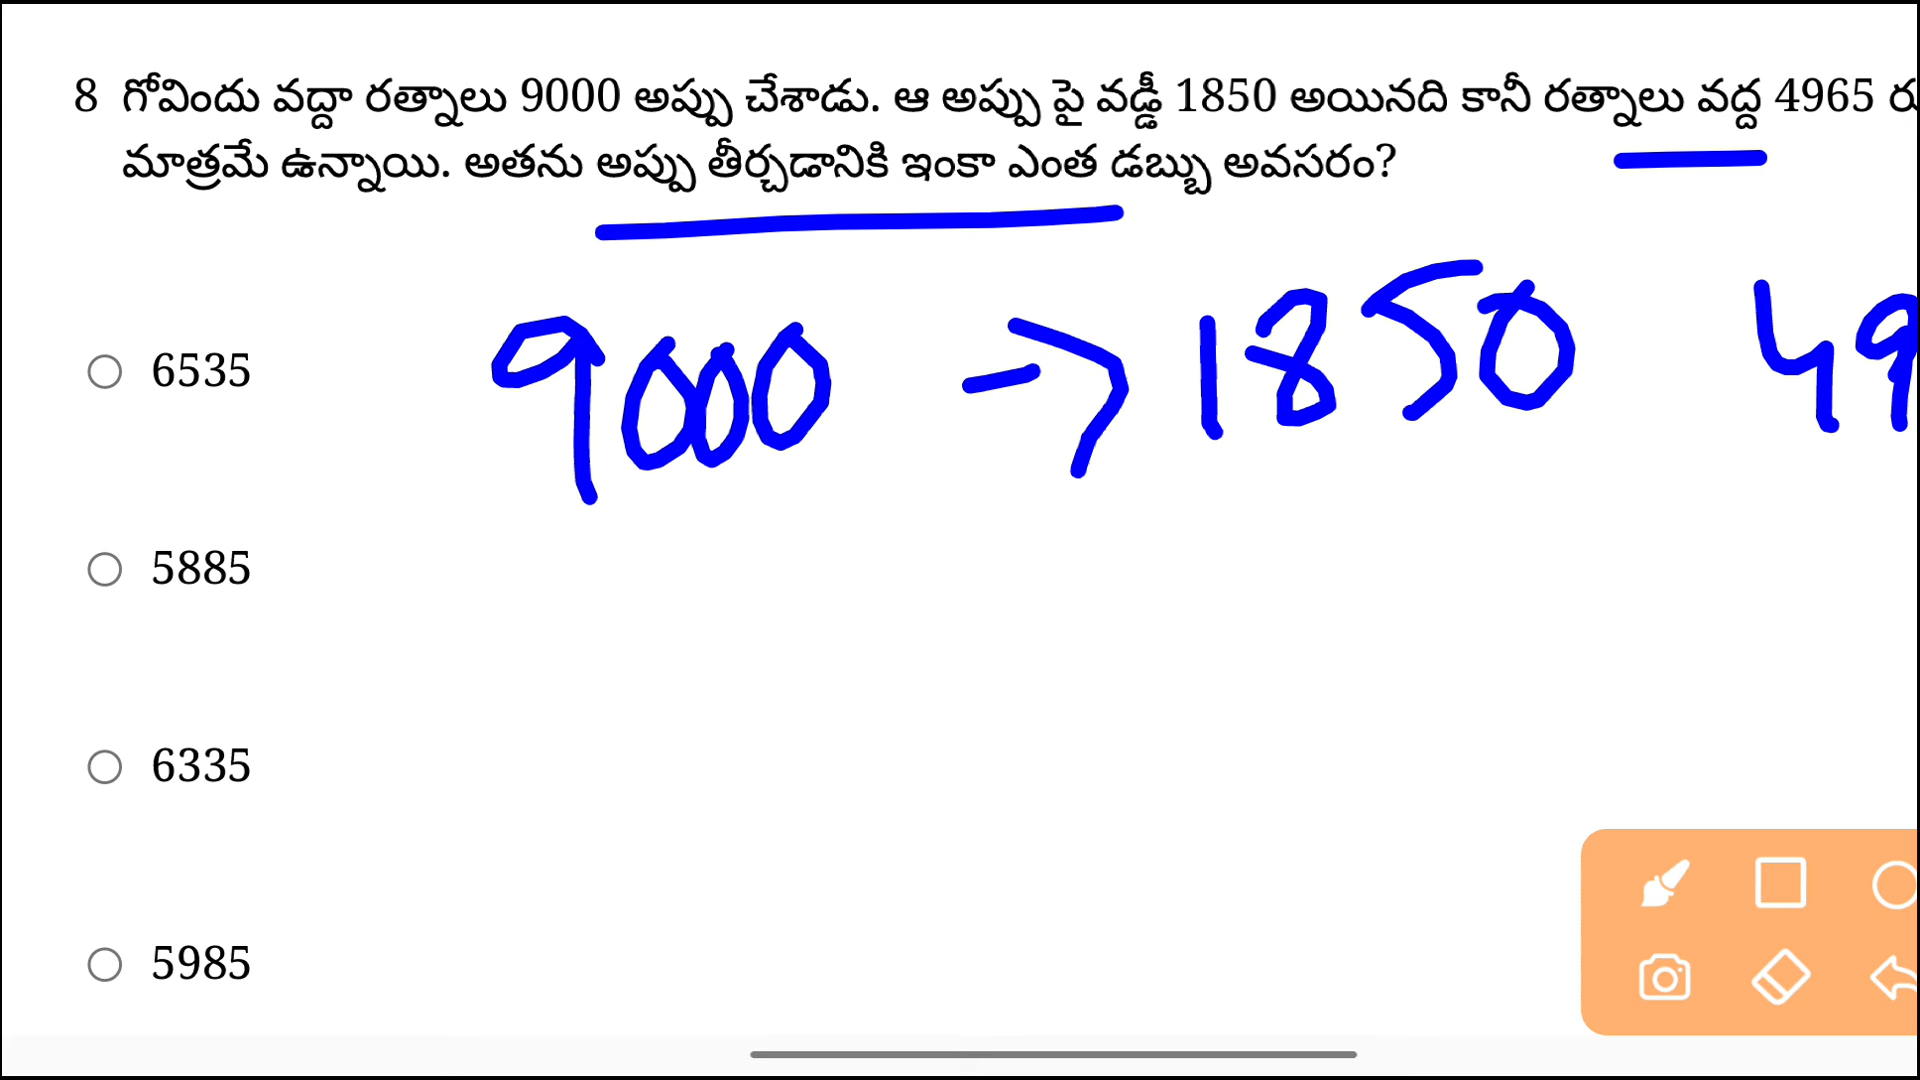 8 గోవిందు వద్దా రత్నాలు 9000 అప్పు చేశాడు. ఆ అప్పు పై వడ్డీ 1850 అయినది కానీ రత్నాలు వద్ద 4965
మాత్రమే ఉన్నాయి. అతను అప్పు తీర్చడానికి ఇంకా ఎంత డబ్బు అవసరం?
9000 -> 1850 49
6535
5885
6335
5985